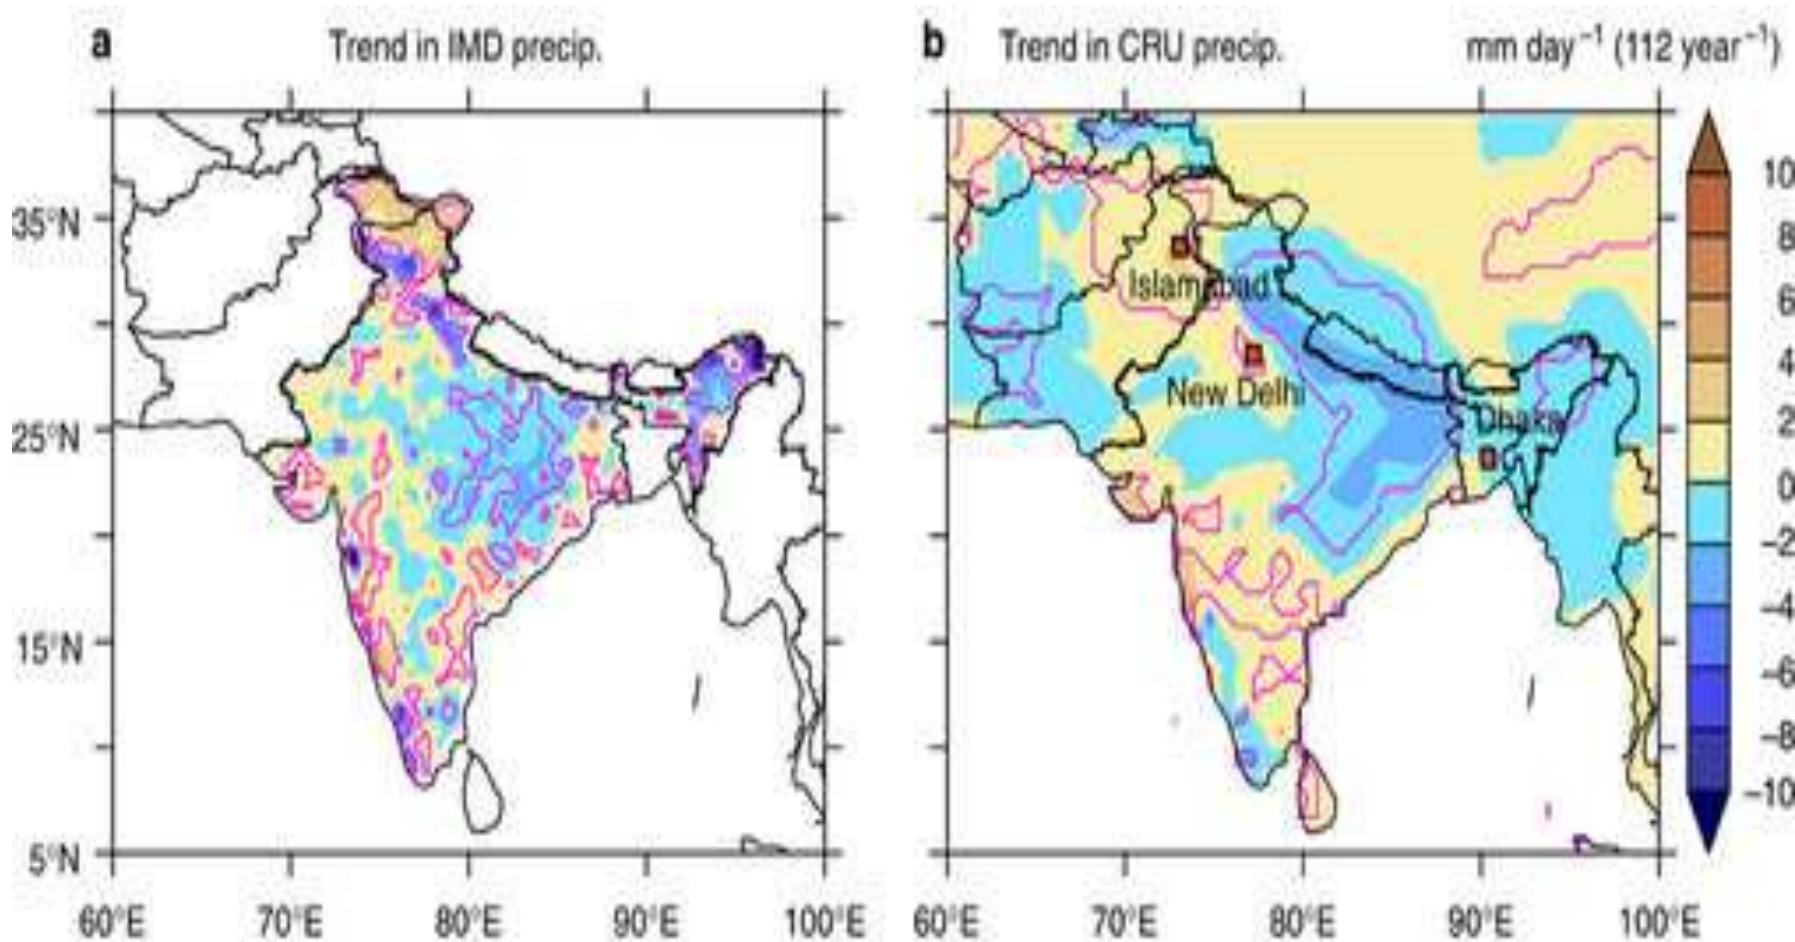 a Trend in IMD precip.
b Trend in CRU precip. mm day⁻¹ (112 year⁻¹)
35°N
25°N
15°N
5°N
60°E 70°E 80°E 90°E 100°E
Islamabad
New Delhi
Dhaka
60°E 70°E 80°E 90°E 100°E
10
8
6
4
2
0
−2
−4
−6
−8
−10